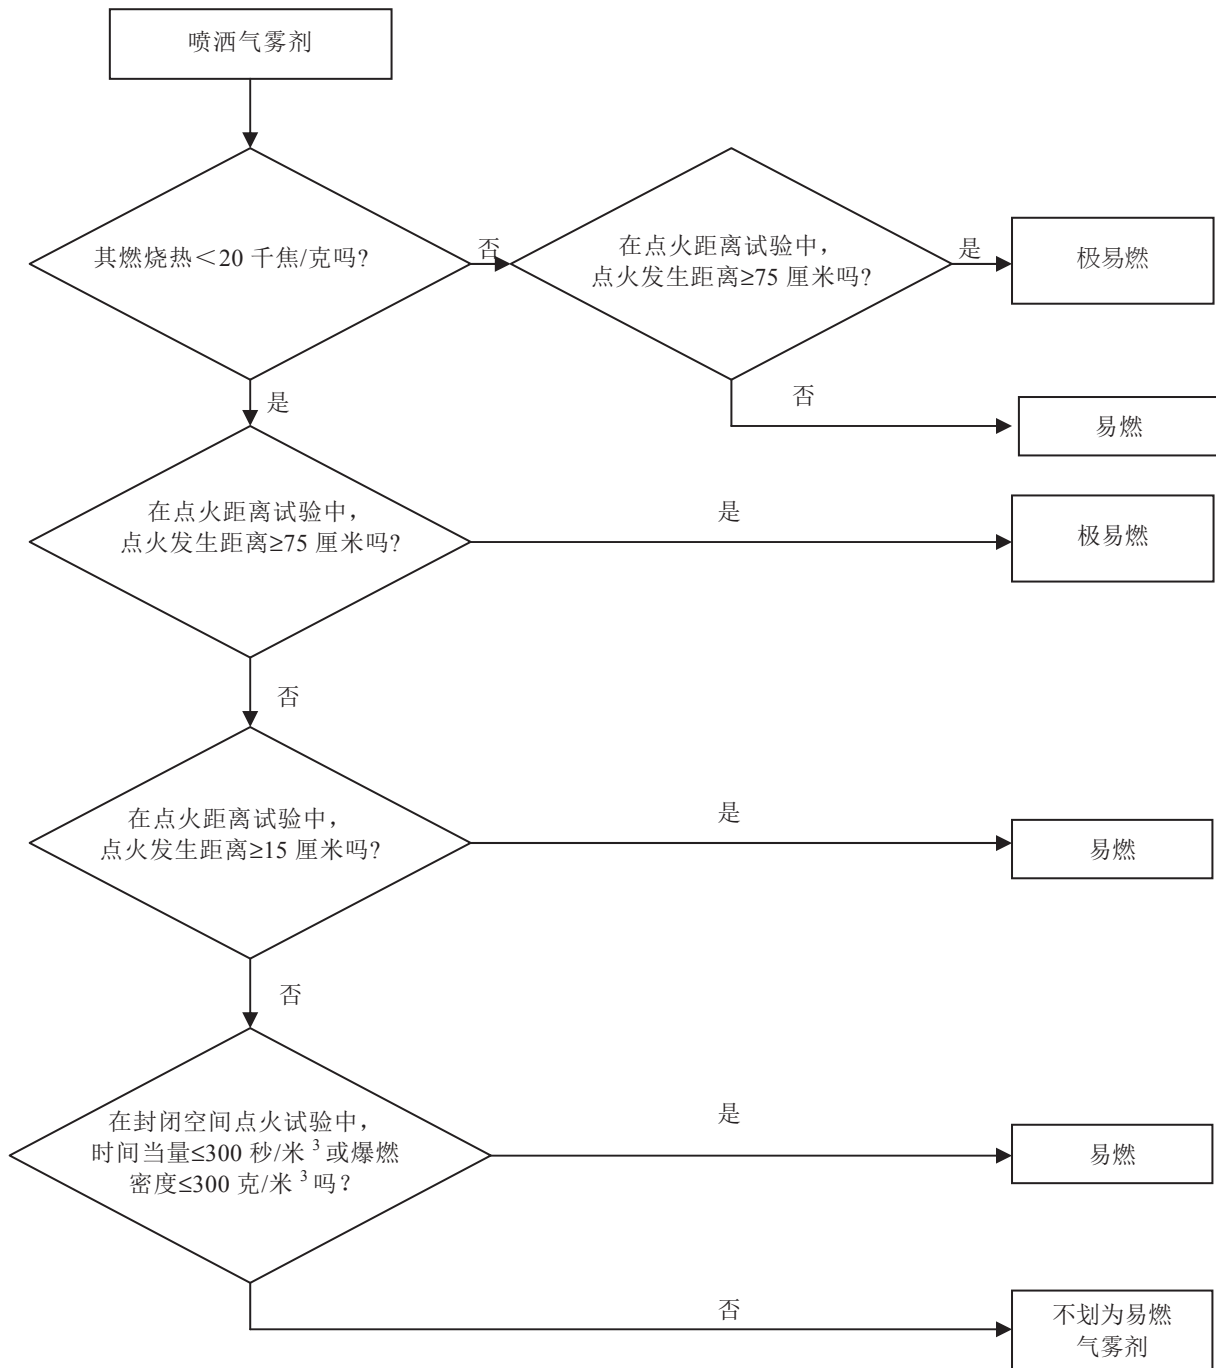 喷洒气雾剂
其燃烧热＜20 千焦/克吗?
否
在点火距离试验中，
点火发生距离≥75 厘米吗?
是
极易燃
否
易燃
是
在点火距离试验中，
点火发生距离≥75 厘米吗?
是
极易燃
否
在点火距离试验中，
点火发生距离≥15 厘米吗?
是
易燃
否
在封闭空间点火试验中，
时间当量≤300 秒/米 3 或爆燃
密度≤300 克/米 3 吗？
是
易燃
否
不划为易燃
气雾剂